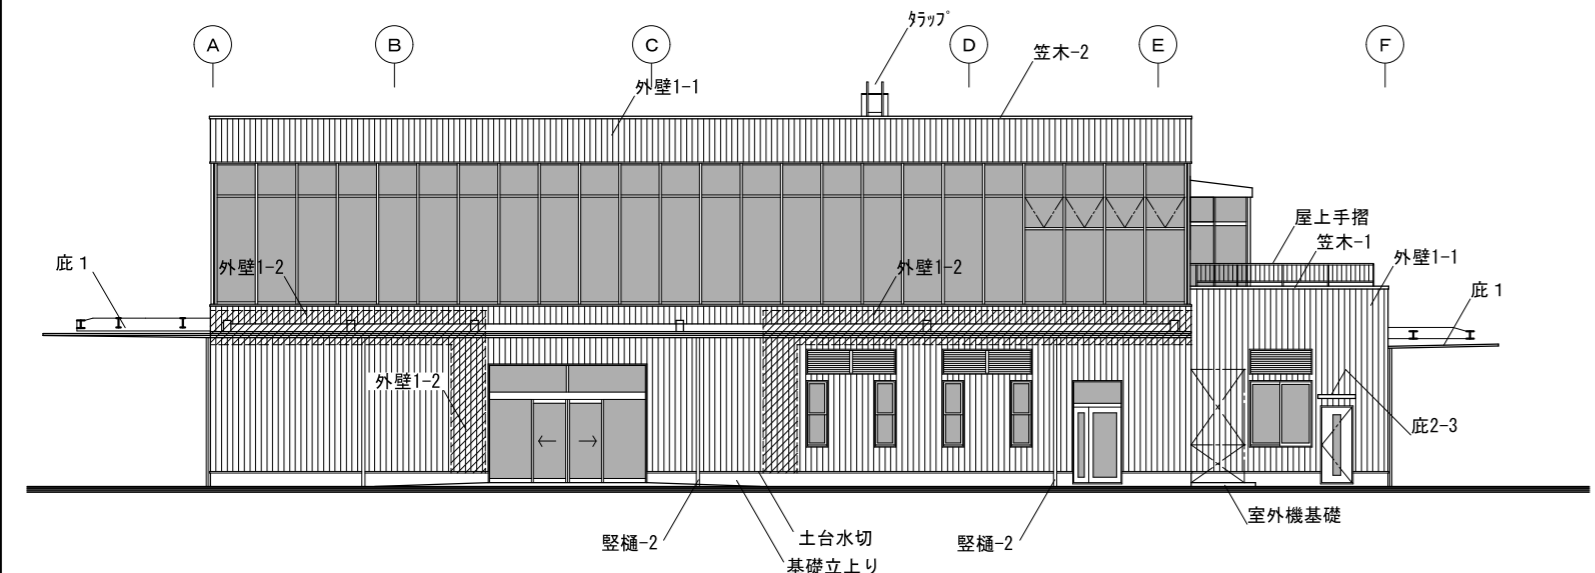 ﾀﾗｯﾌﾟ
A
B
C
D
E
F
笠木-2
外壁1-1
屋上手摺
笠木-1
外壁1-1
庇１
外壁1-2
外壁1-2
庇１
外壁1-2
庇2-3
室外機基礎
竪樋-2
土台水切
竪樋-2
基礎立上り